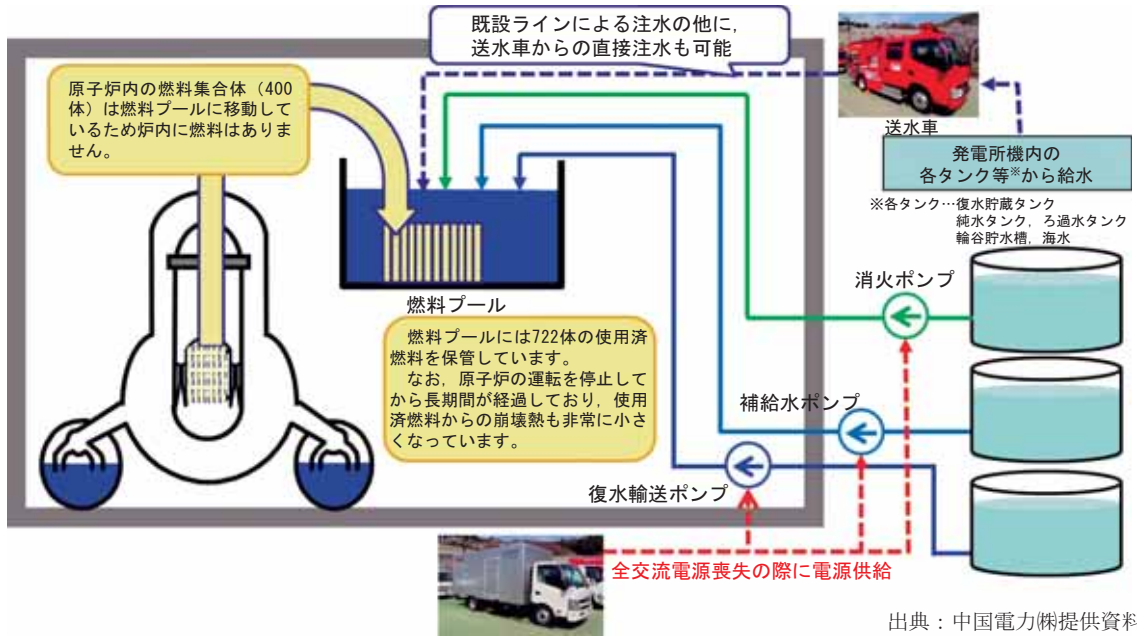 既設ラインによる注水の他に，
送水車からの直接注水も可能
原子炉内の燃料集合体（400
体）は燃料プールに移動して
いるため炉内に燃料はありま
せん。
送水車
発電所機内の
各タンク等※から給水
※各タンク…復水貯蔵タンク
純水タンク，ろ過水タンク
輪谷貯水槽，海水
消火ポンプ
燃料プール
燃料プールには722体の使用済
燃料を保管しています。
なお，原子炉の運転を停止して
から長期間が経過しており，使用
済燃料からの崩壊熱も非常に小さ
くなっています。
補給水ポンプ
復水輸送ポンプ
全交流電源喪失の際に電源供給
出典：中国電力㈱提供資料